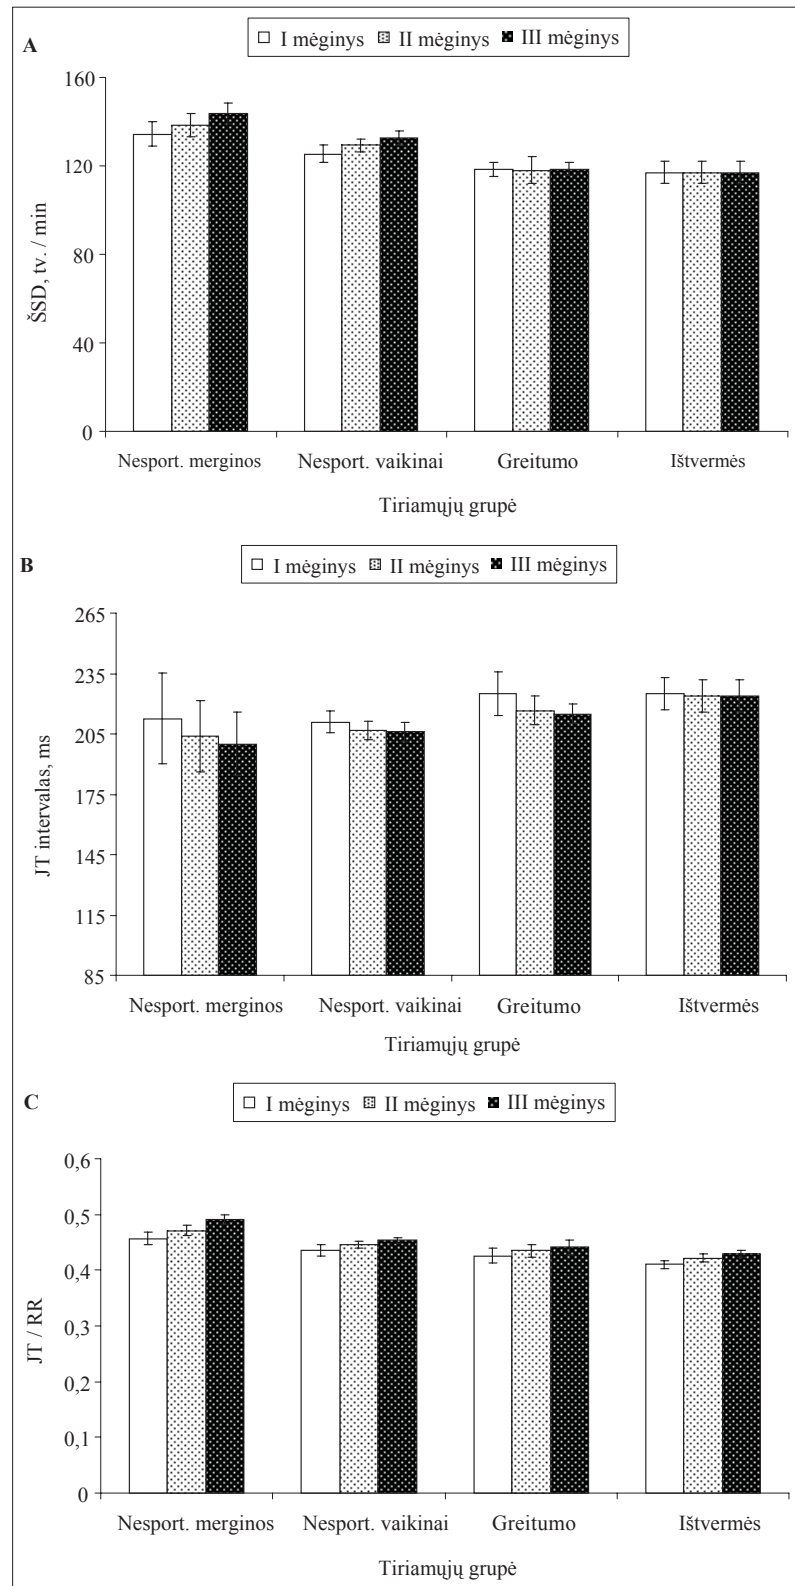 A
I mėginys II mėginys III mėginys
160
120
80
40
0
ŠSD, tv. / min
Nesport. merginos Nesport. vaikinai Greitumo Ištvermės
Tiriamųjų grupė
B
I mėginys II mėginys III mėginys
265
235
205
175
145
115
85
JT intervalas, ms
Nesport. merginos Nesport. vaikinai Greitumo Ištvermės
Tiriamųjų grupė
C
I mėginys II mėginys III mėginys
0,6
0,5
0,4
0,3
0,2
0,1
0
JT / RR
Nesport. merginos Nesport. vaikinai Greitumo Ištvermės
Tiriamųjų grupė